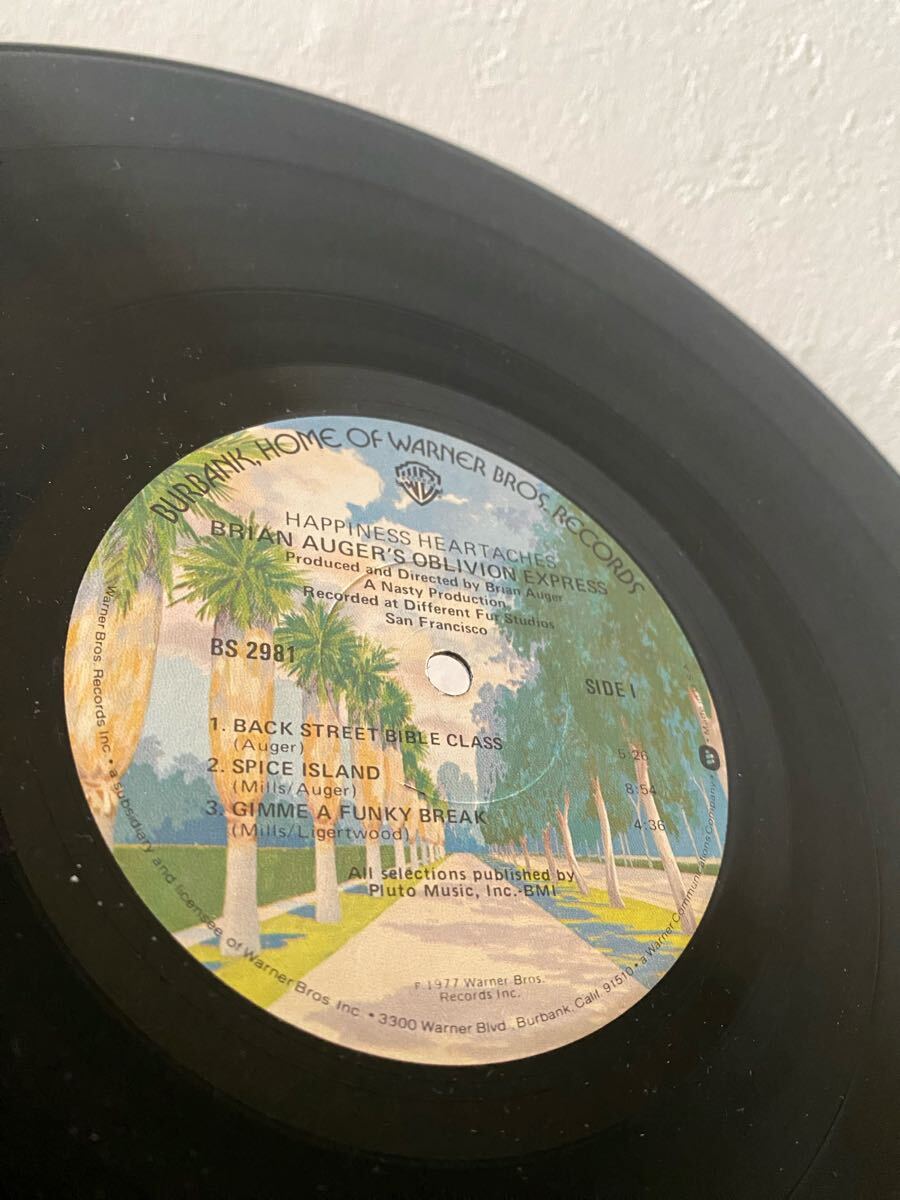 BURBANK, HOME OF WARNER BROS. RECORDS
HAPPINESS HEARTACHES
BRIAN AUGER'S OBLIVION EXPRESS
Produced and Directed by Brian Auger
A Nasty Production
Recorded at Different Fur Studios
San Francisco
BS 2981
SIDE I
1. BACK STREET BIBLE CLASS 5:26
(Auger)
2. SPICE ISLAND 8:54
(Mills/Auger)
3. GIMME A FUNKY BREAK 4:36
(Mills/Ligertwood)
All selections published by
Pluto Music, Inc.-BMI
P 1977 Warner Bros.
Records Inc.
Warner Bros. Records Inc. • a subsidiary and licensee of Warner Bros. Inc. • 3300 Warner Blvd., Burbank, Calif. 91510 • a Warner Communications Company